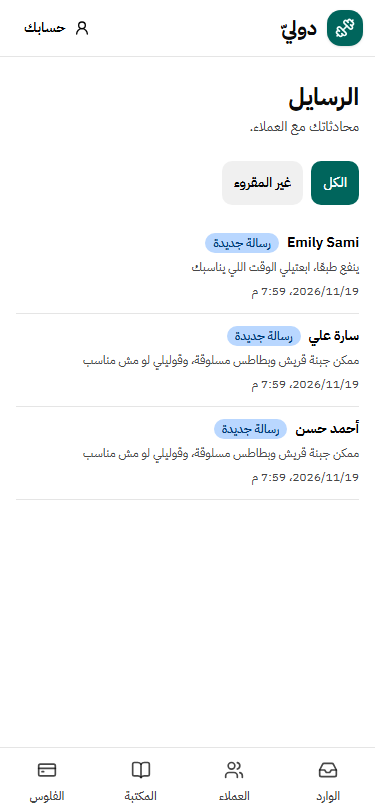 دوليّ
حسابك
الرسايل
محادثاتك مع العملاء.
الكل
غير المقروء
Emily Sami رسالة جديدة
ينفع طبعًا، ابعتيلي الوقت اللي يناسبك
2026/11/19، 7:59 م
سارة علي رسالة جديدة
ممكن جبنة قريش وبطاطس مسلوقة، وقوليلي لو مش مناسب
2026/11/19، 7:59 م
أحمد حسن رسالة جديدة
ممكن جبنة قريش وبطاطس مسلوقة، وقوليلي لو مش مناسب
2026/11/19، 7:59 م
الوارد
العملاء
المكتبة
الفلوس